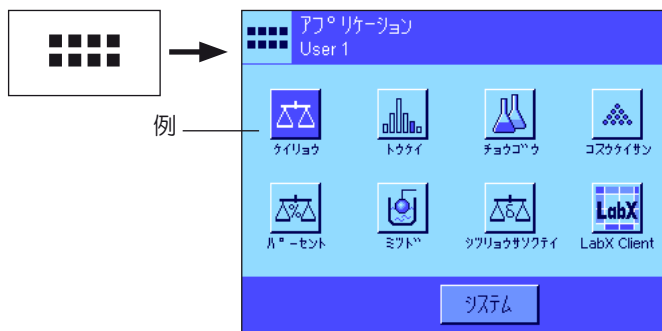 アプリケーション
User 1
例
ケイリョウ
トウケイ
チョウゴウ
コスウケイサン
パーセント
ミツド
シツリョウサソクテイ
LabX
LabX Client
システム